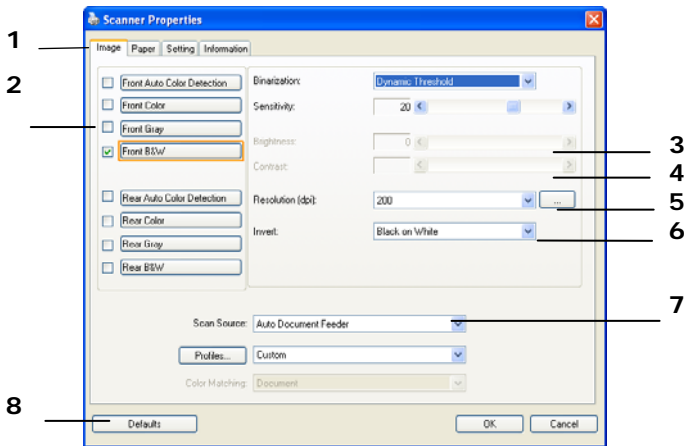 Scanner Properties
1
Image Paper Setting Information
2
Front Auto Color Detection
Binarization: Dynamic Threshold
Front Color
Sensitivity: 20
Front Gray
Brightness: 0
3
Front B&W
Contrast:
4
Rear Auto Color Detection
Resolution (dpi): 200 ...
5
Rear Color
Invert: Black on White
6
Rear Gray
Rear B&W
7
Scan Source: Auto Document Feeder
Profiles... Custom
Color Matching: Document
8
Defaults OK Cancel